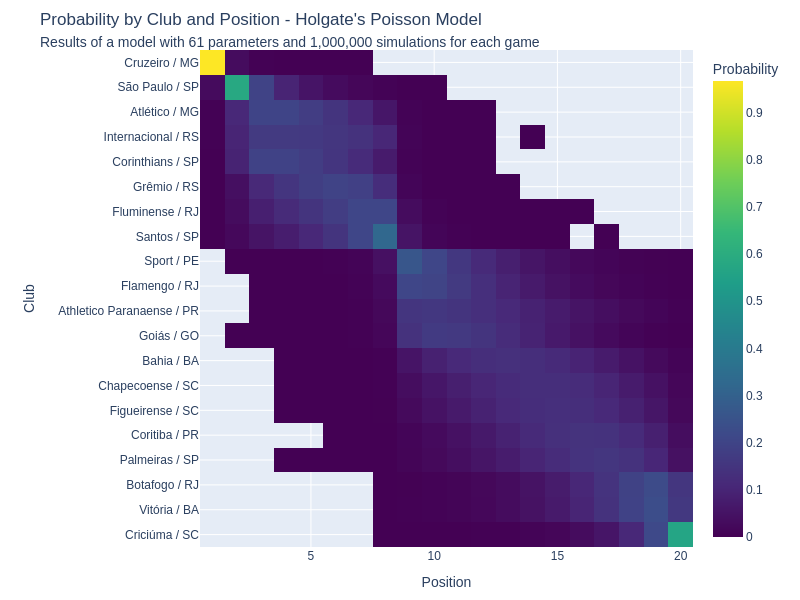 Probability by Club and Position - Holgate's Poisson Model
Results of a model with 61 parameters and 1,000,000 simulations for each game
Probability
Club
Cruzeiro / MG
São Paulo / SP
Atlético / MG
Internacional / RS
Corinthians / SP
Grêmio / RS
Fluminense / RJ
Santos / SP
Sport / PE
Flamengo / RJ
Athletico Paranaense / PR
Goiás / GO
Bahia / BA
Chapecoense / SC
Figueirense / SC
Coritiba / PR
Palmeiras / SP
Botafogo / RJ
Vitória / BA
Criciúma / SC
0.9
0.8
0.7
0.6
0.5
0.4
0.3
0.2
0.1
0
5
10
15
20
Position